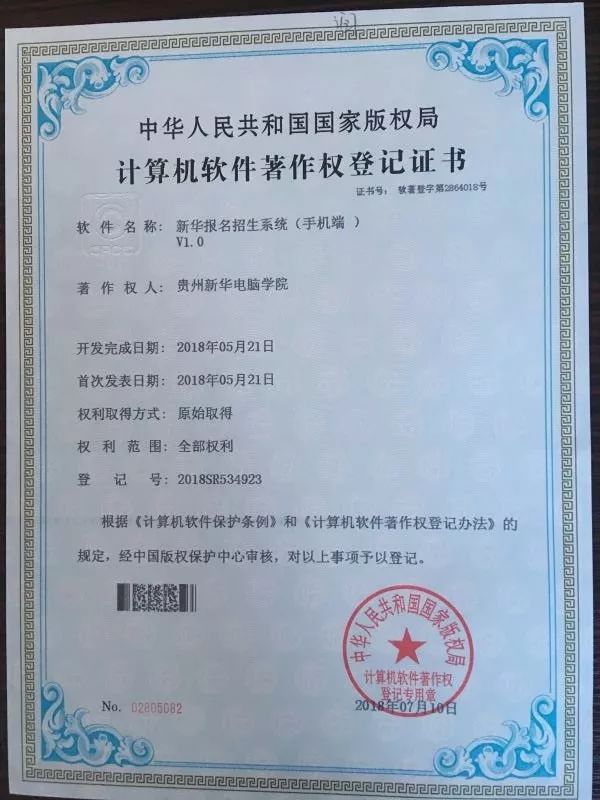 中华人民共和国国家版权局
计算机软件著作权登记证书
证书号: 软著登字第2864018号
软件名称: 新华报名招生系统(手机端 )
V1.0
著作权人: 贵州新华电脑学院
开发完成日期: 2018年05月21日
首次发表日期: 2018年05月21日
权利取得方式: 原始取得
权利范围: 全部权利
登记号: 2018SR534923
根据《计算机软件保护条例》和《计算机软件著作权登记办法》的
规定,经中国版权保护中心审核,对以上事项予以登记。
中华人民共和国国家版权局
计算机软件著作权
登记专用章
No. 02805082
2018年07月10日